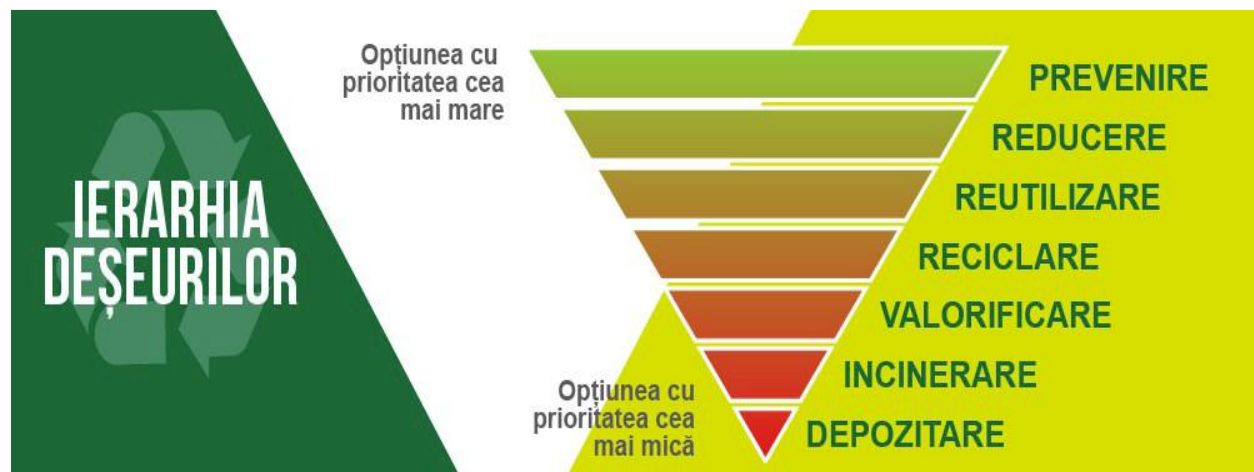 IERARHIA
DEȘEURILOR
Opțiunea cu
prioritatea cea
mai mare
PREVENIRE
REDUCERE
REUTILIZARE
RECICLARE
VALORIFICARE
INCINERARE
DEPOZITARE
Opțiunea cu
prioritatea cea
mai mică